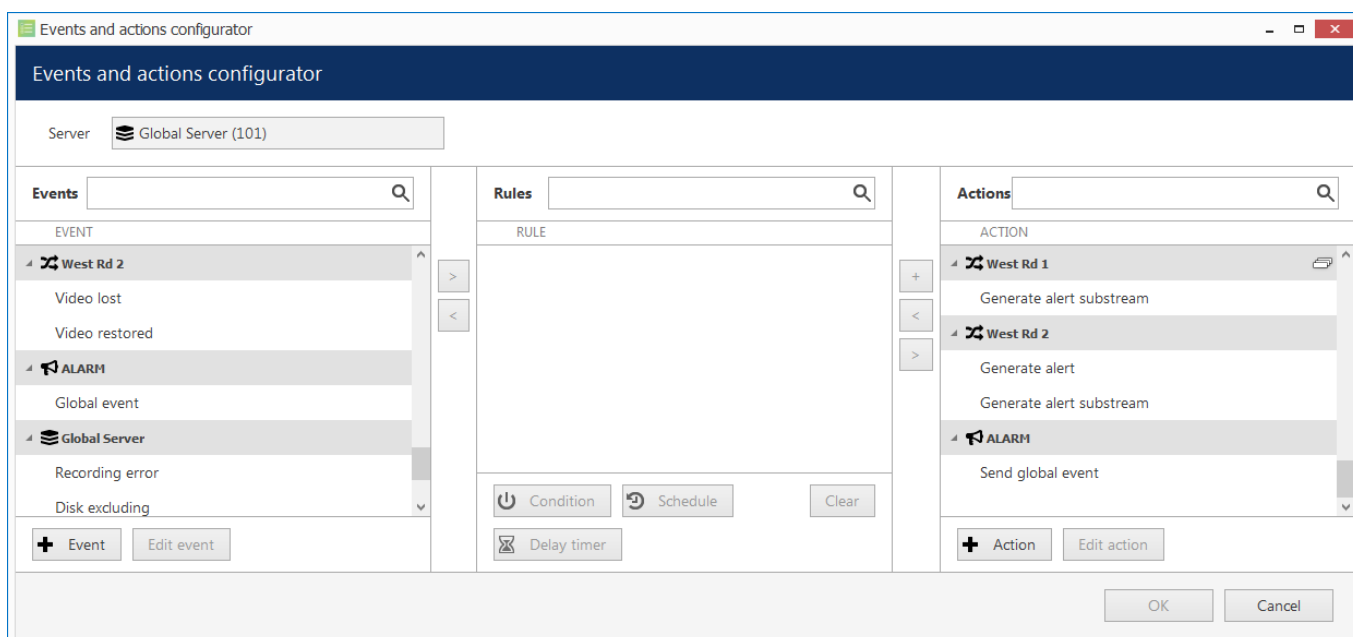 Events and actions configurator
Events and actions configurator
Server Global Server (101)
Events
EVENT
West Rd 2
Video lost
Video restored
ALARM
Global event
Global Server
Recording error
Disk excluding
+ Event Edit event
>
<
Rules
RULE
Condition Schedule Clear
Delay timer
+
<
>
Actions
ACTION
West Rd 1
Generate alert substream
West Rd 2
Generate alert
Generate alert substream
ALARM
Send global event
+ Action Edit action
OK Cancel